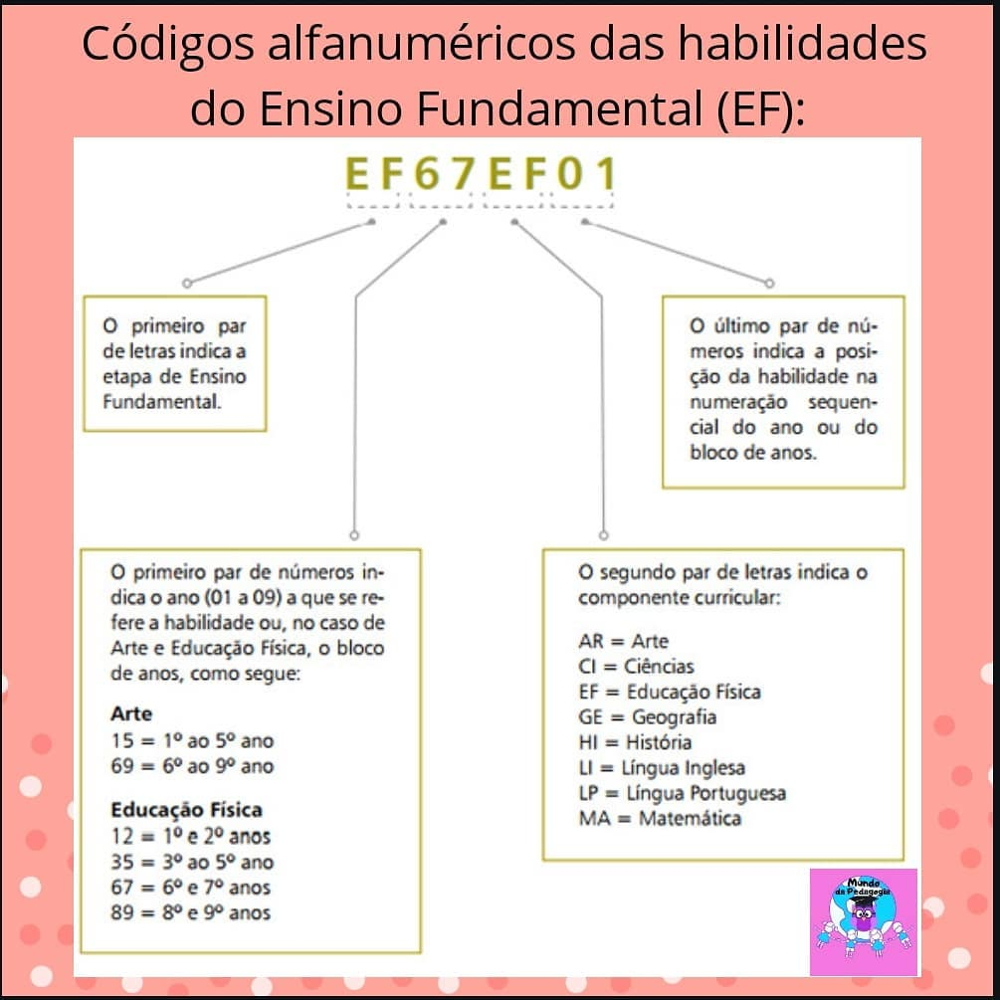 Códigos alfanuméricos das habilidades
do Ensino Fundamental (EF):
EF67EF01
O primeiro par
de letras indica a
etapa de Ensino
Fundamental.
O último par de nú-
meros indica a posi-
ção da habilidade na
numeração sequen-
cial do ano ou do
bloco de anos.
O primeiro par de números in-
dica o ano (01 a 09) a que se re-
fere a habilidade ou, no caso de
Arte e Educação Física, o bloco
de anos, como segue:
Arte
15 = 1º ao 5º ano
69 = 6º ao 9º ano
Educação Física
12 = 1º e 2º anos
35 = 3º ao 5º ano
67 = 6º e 7º anos
89 = 8º e 9º anos
O segundo par de letras indica o
componente curricular:
AR = Arte
CI = Ciências
EF = Educação Física
GE = Geografia
HI = História
LI = Língua Inglesa
LP = Língua Portuguesa
MA = Matemática
Mundo
da Pedagogia